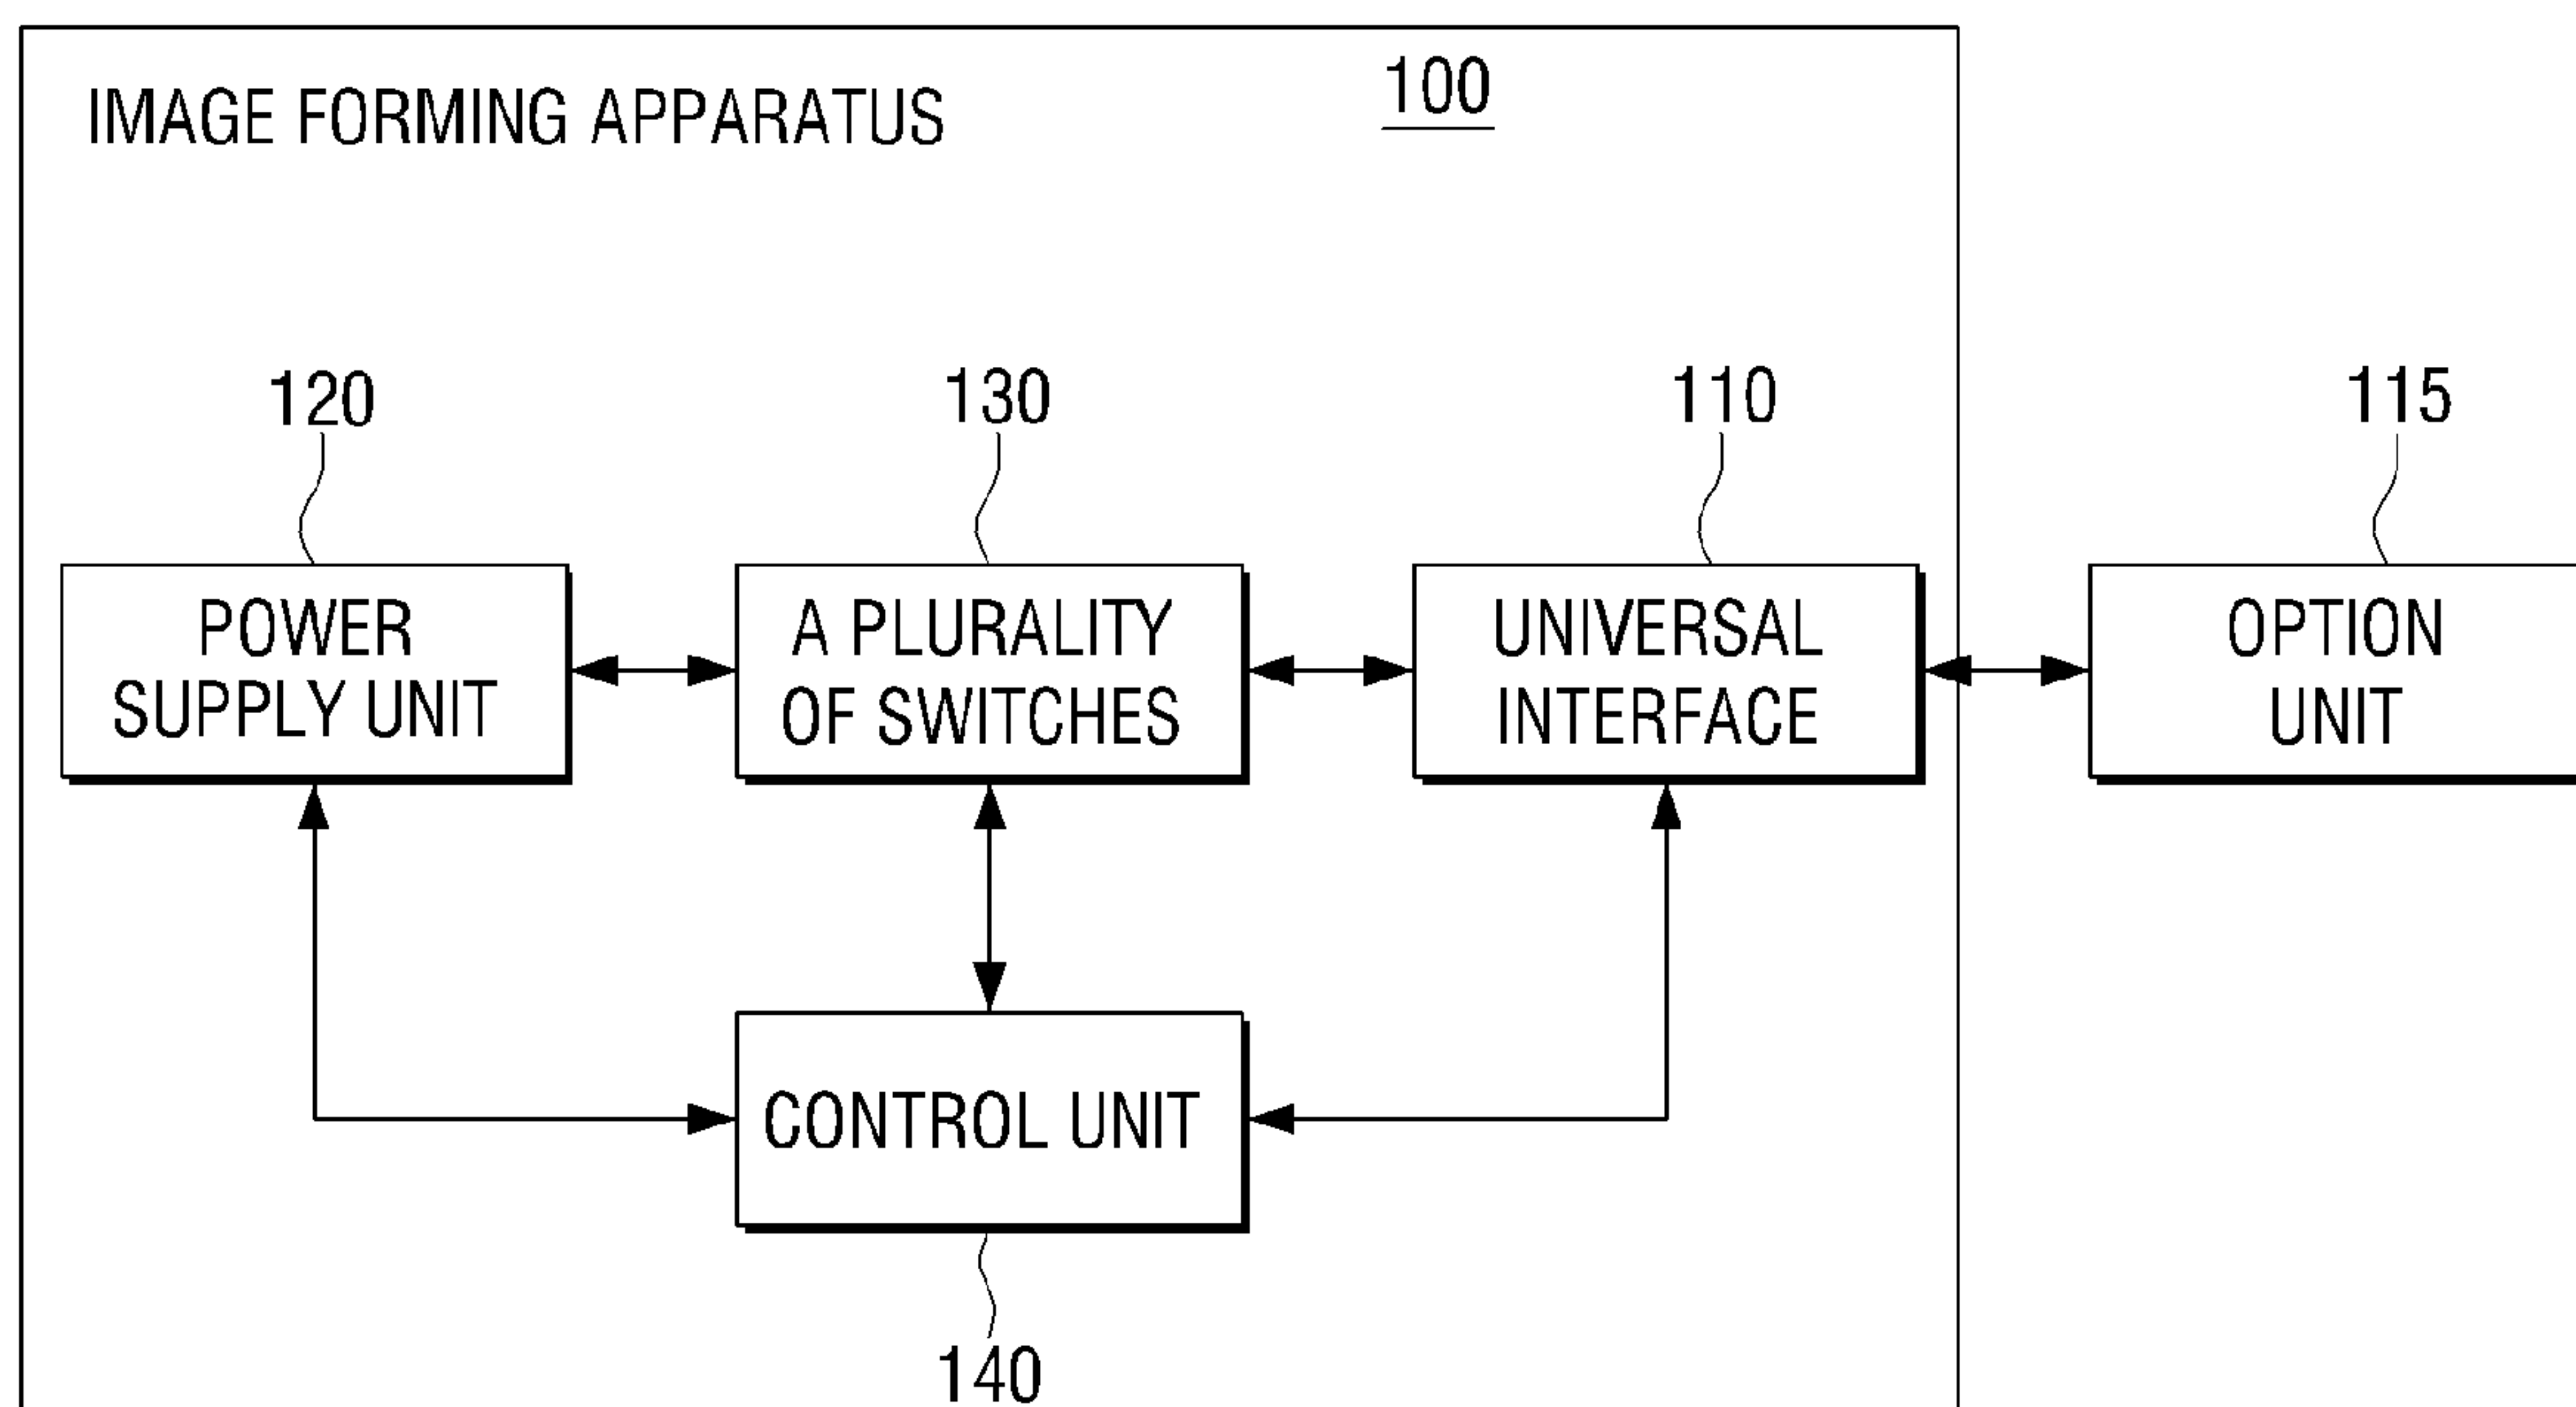 IMAGE FORMING APPARATUS
100
120
130
110
115
POWER
SUPPLY UNIT
A PLURALITY
OF SWITCHES
UNIVERSAL
INTERFACE
OPTION
UNIT
CONTROL UNIT
140